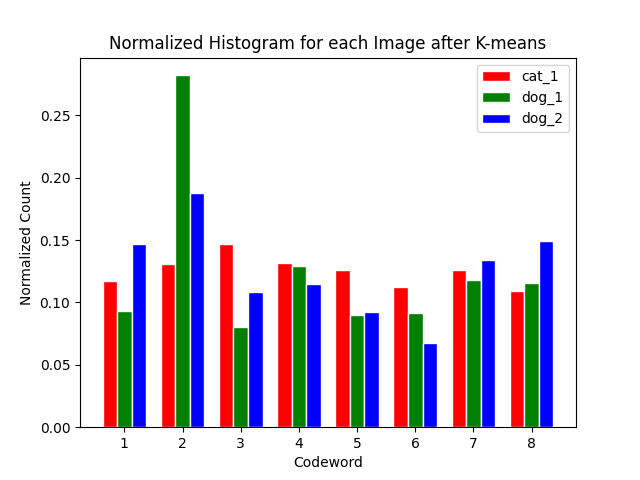 Normalized Histogram for each Image after K-means
cat_1
dog_1
dog_2
Normalized Count
0.25
0.20
0.15
0.10
0.05
0.00
1 2 3 4 5 6 7 8
Codeword